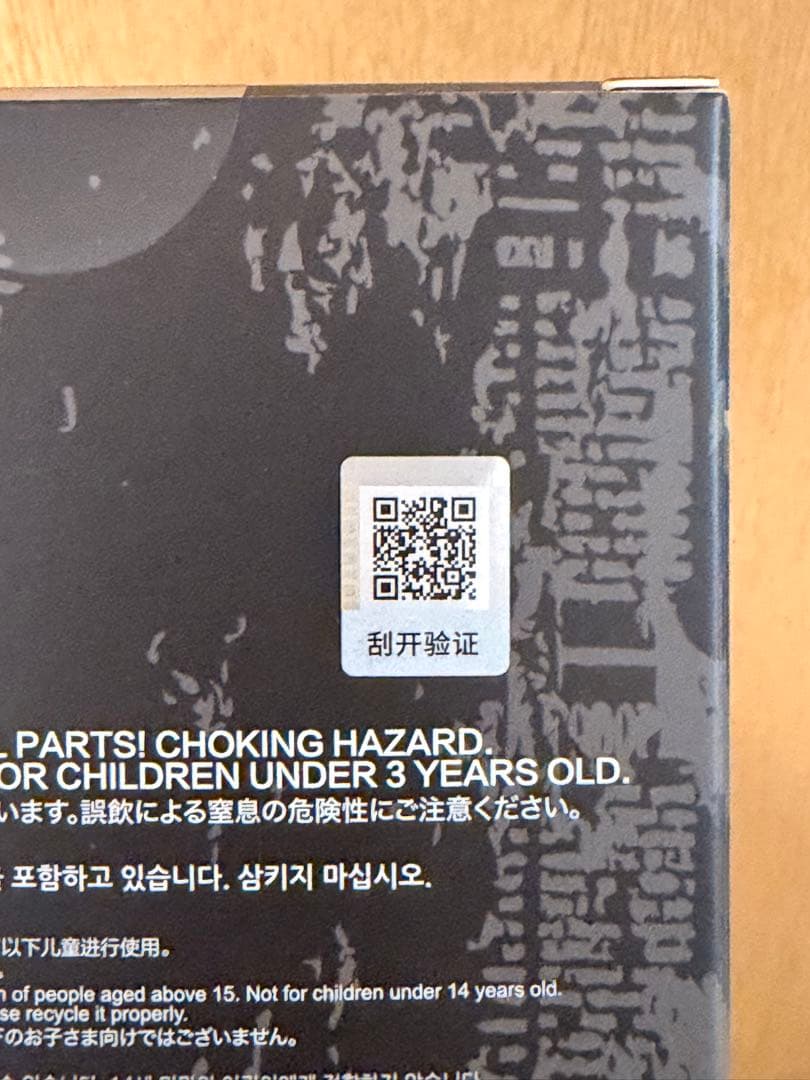 刮开验证
PARTS! CHOKING HAZARD.
OR CHILDREN UNDER 3 YEARS OLD.
います。誤飲による窒息の危険性にご注意ください。
포함하고 있습니다. 삼키지 마십시오.
以下儿童进行使用。
of people aged above 15. Not for children under 14 years old.
se recycle it properly.
のお子さま向けではございません。